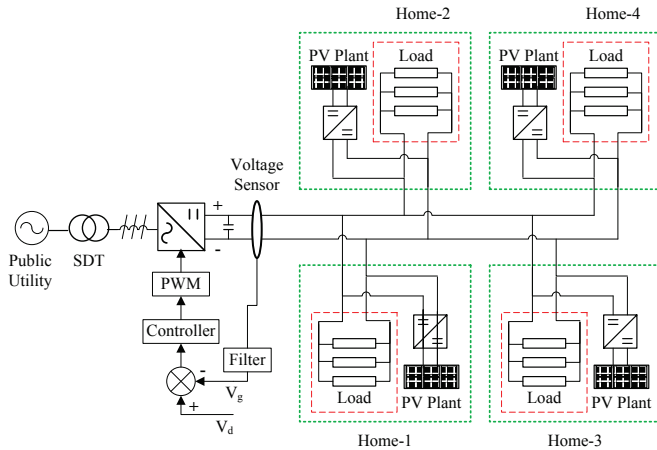 Home-2
Home-4
PV Plant
Load
PV Plant
Load
Voltage
Sensor
+
-
Public
Utility
SDT
PWM
Controller
Filter
-
+
Vg
Vd
Load
PV Plant
Load
PV Plant
Home-1
Home-3